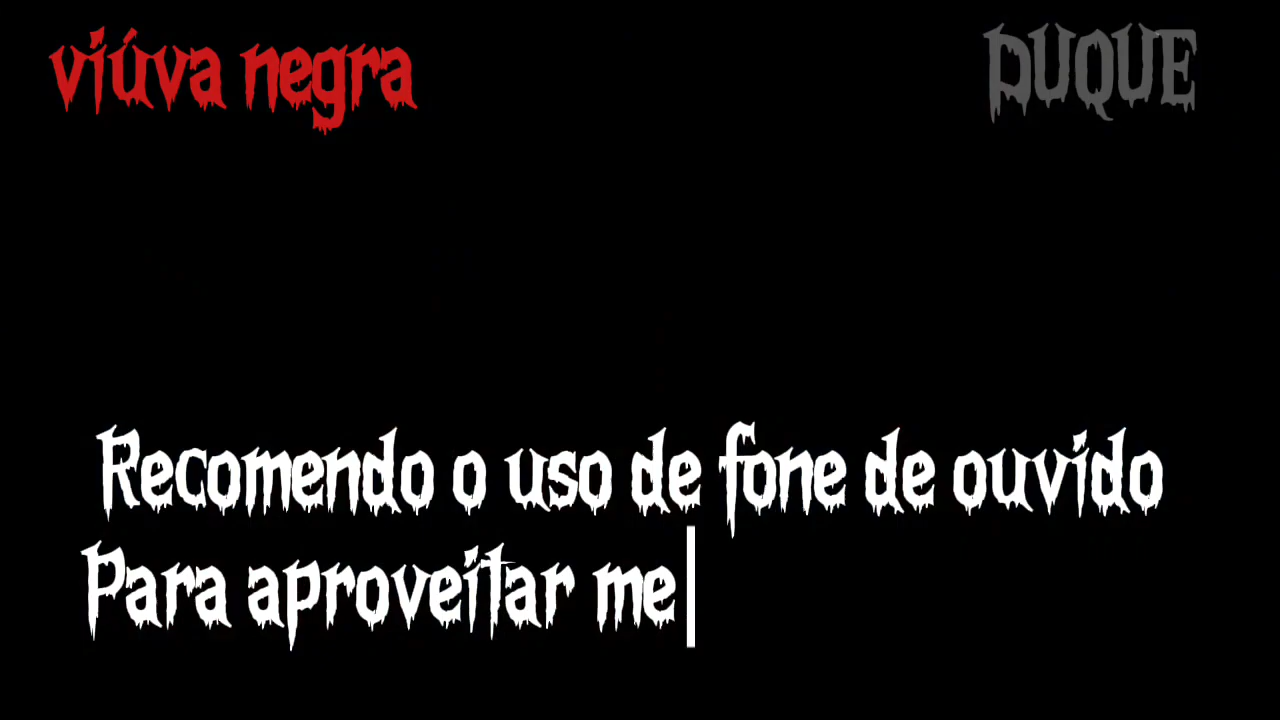 viúva negra
DUQUE
Recomendo o uso de fone de ouvido
Para aproveitar me